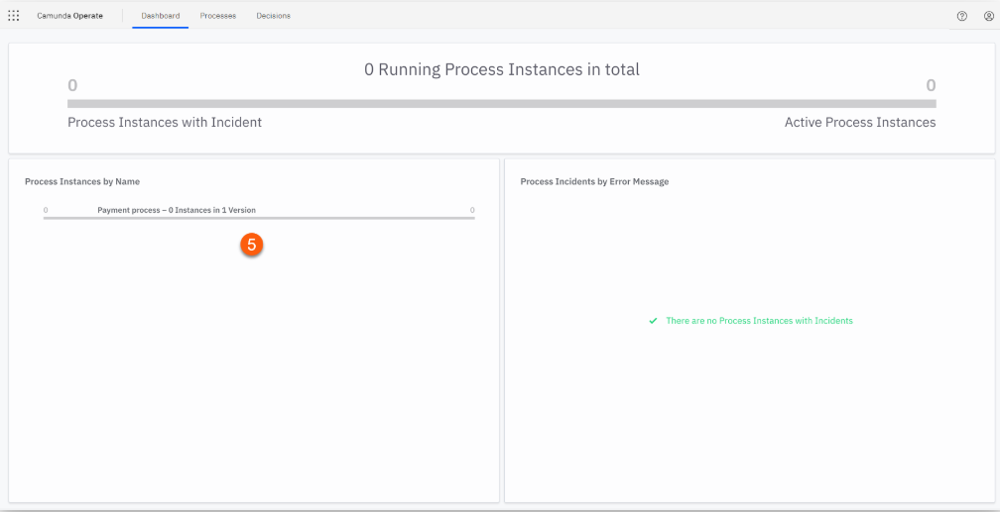 Camunda Operate Dashboard Processes Decisions
0 Running Process Instances in total
0 0
Process Instances with Incident Active Process Instances
Process Instances by Name
0 Payment process – 0 Instances in 1 Version 0
5
Process Incidents by Error Message
There are no Process Instances with Incidents